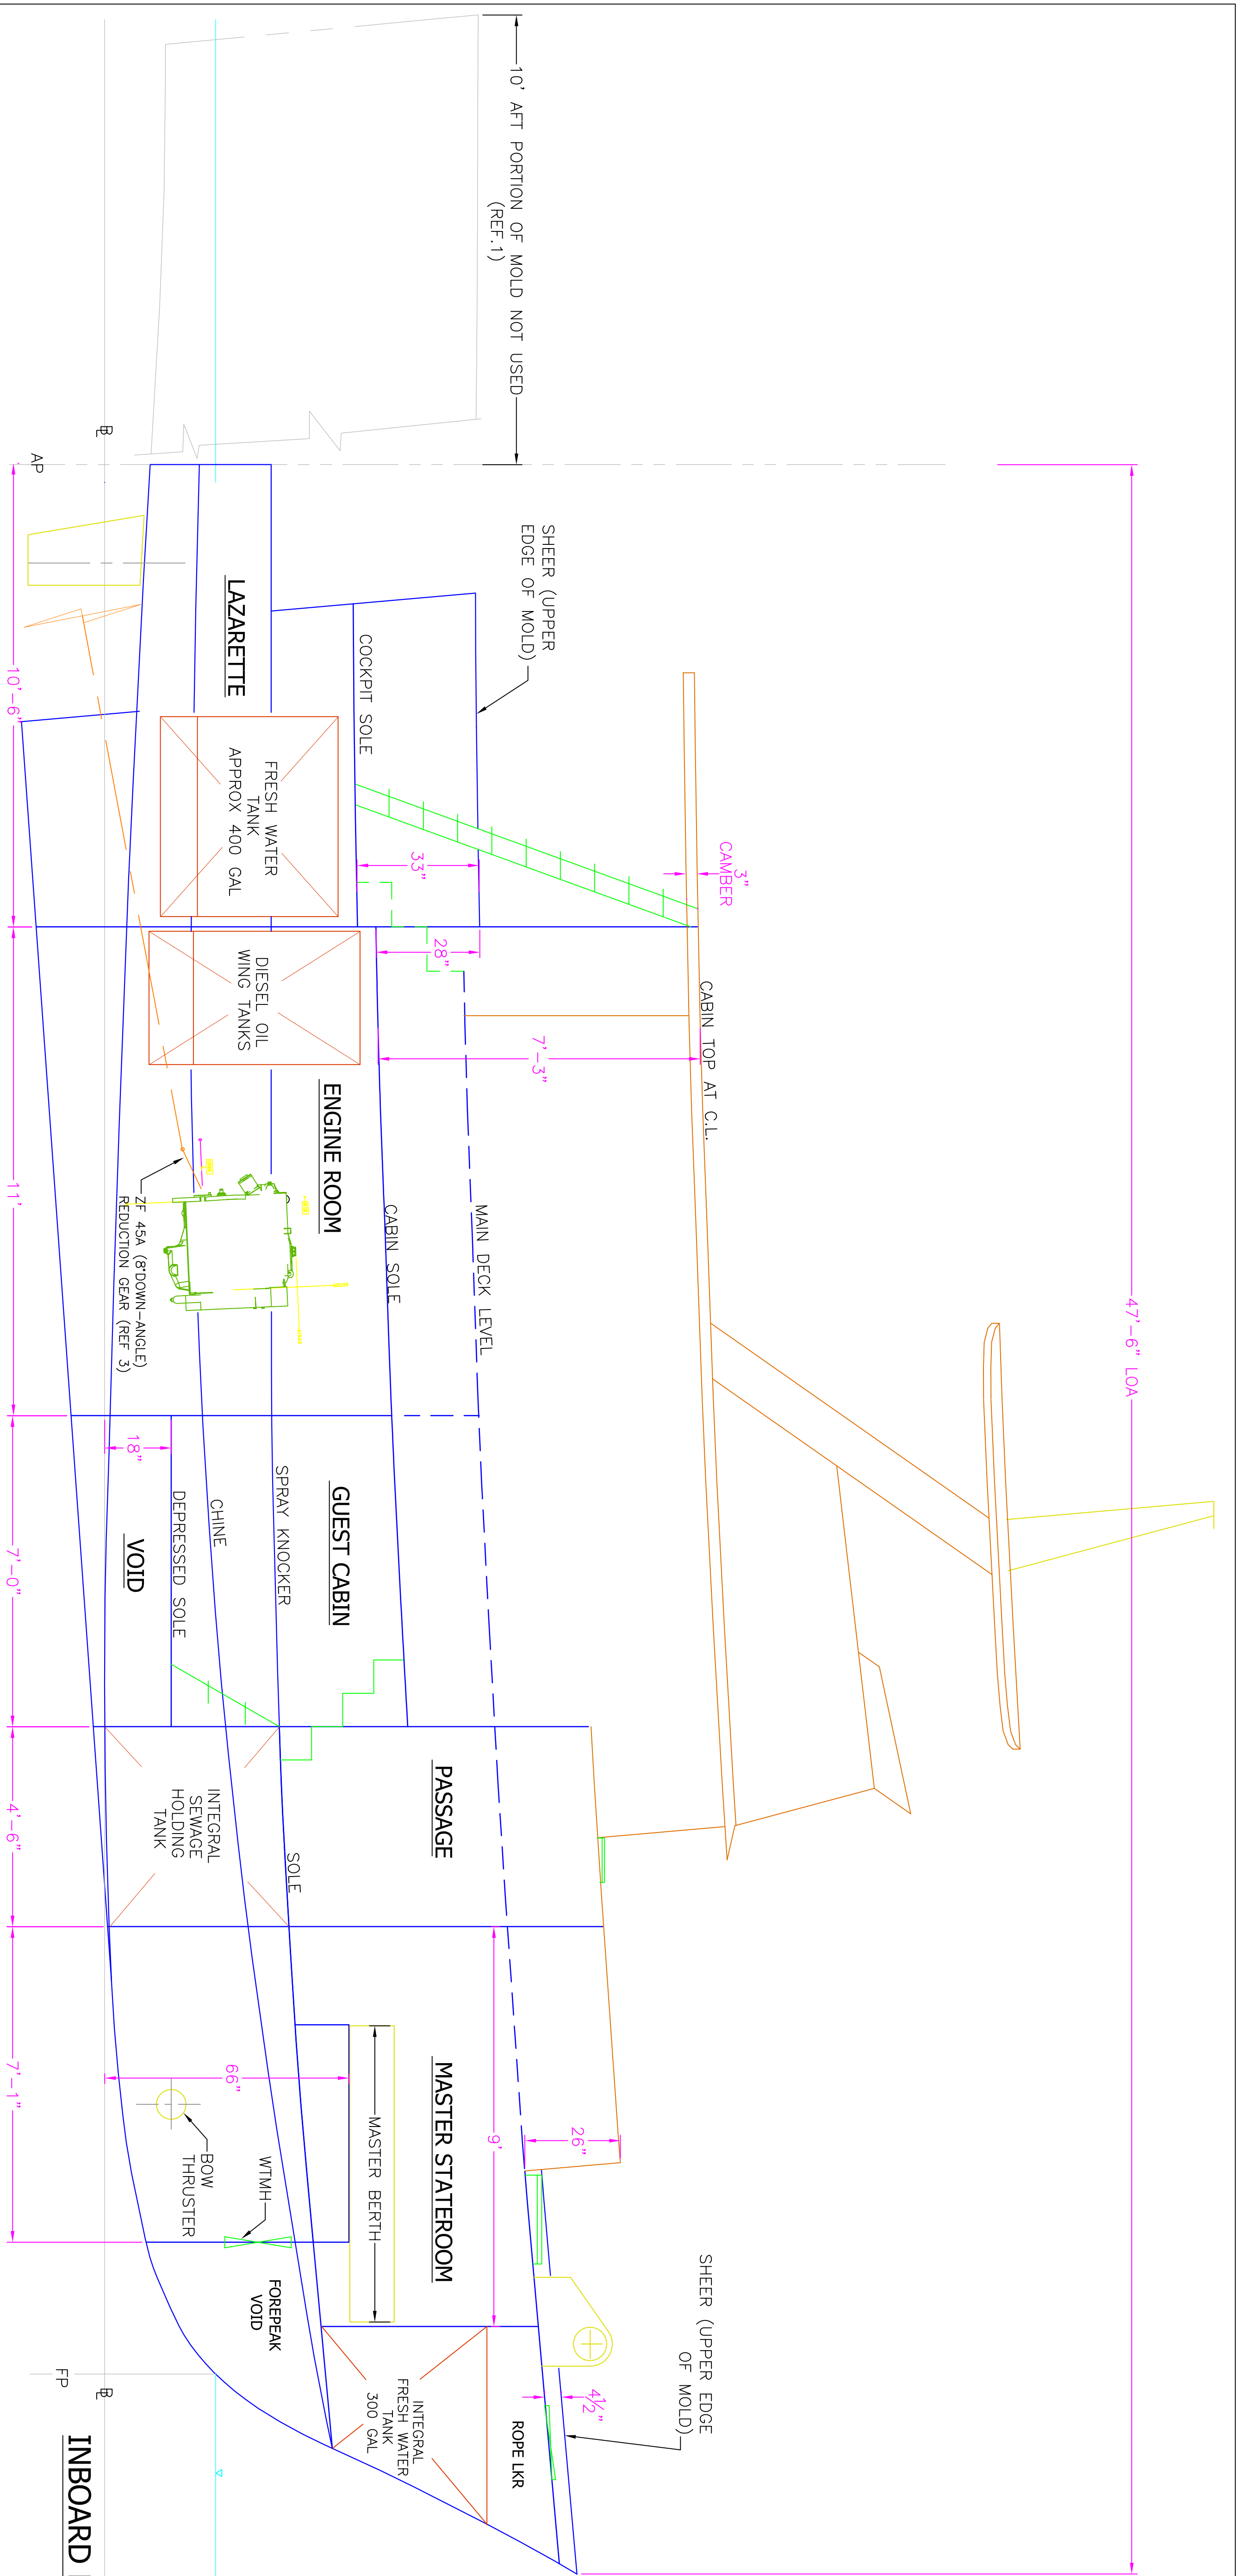 10' AFT PORTION OF MOLD NOT USED
(REF.1)
47'-6" LOA
SHEER (UPPER
EDGE OF MOLD)
3"
CAMBER
CABIN TOP AT C.L.
7'-3"
33"
28"
COCKPIT SOLE
LAZARETTE
FRESH WATER
TANK
APPROX 400 GAL
DIESEL OIL
WING TANKS
ENGINE ROOM
CABIN SOLE
MAIN DECK LEVEL
ZF 45A (8°DOWN-ANGLE)
REDUCTION GEAR (REF 3)
GUEST CABIN
SPRAY KNOCKER
CHINE
DEPRESSED SOLE
VOID
18"
PASSAGE
SOLE
INTEGRAL
SEWAGE
HOLDING
TANK
MASTER STATEROOM
9'
26"
MASTER BERTH
66"
BOW
THRUSTER
WTMH
FOREPEAK
VOID
SHEER (UPPER EDGE
OF MOLD)
4½"
ROPE LKR
INTEGRAL
FRESH WATER
TANK
300 GAL
BL
AP
10'-6"
11'
7'-0"
4'-6"
7'-1"
FP
BL
INBOARD